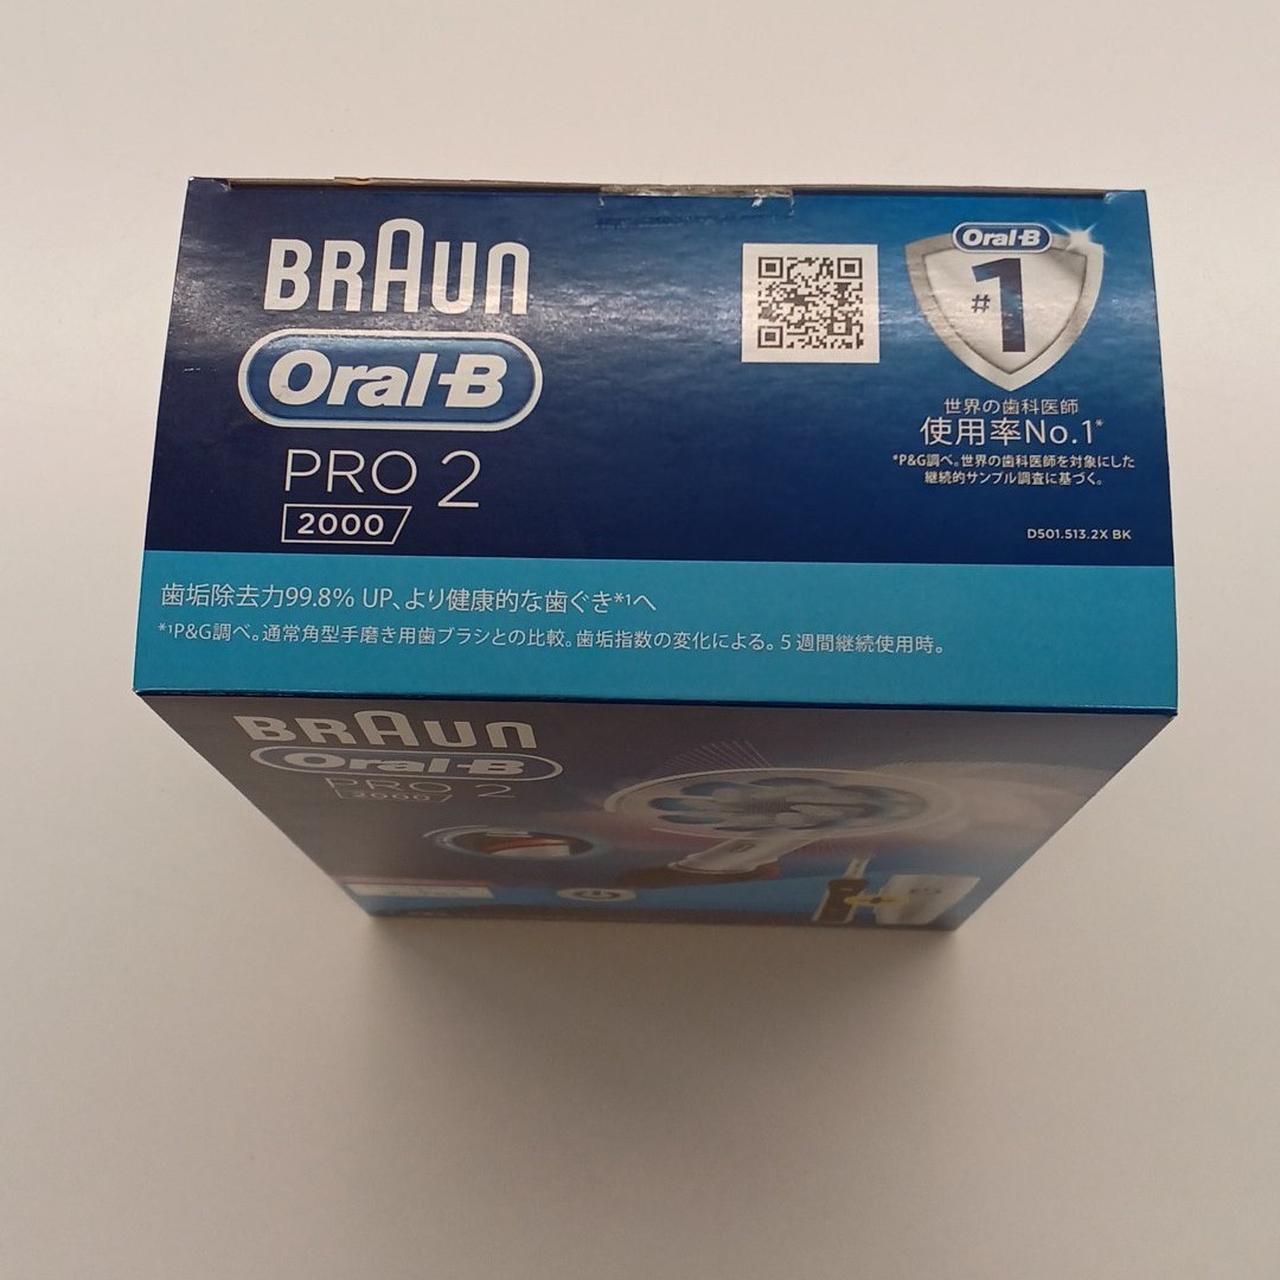 BRAUN
Oral-B
PRO 2
2000
Oral-B
#1
世界の歯科医師
使用率No.1*
*P&G調べ。世界の歯科医師を対象にした
継続的サンプル調査に基づく。
D501.513.2X BK
歯垢除去力99.8% UP、より健康的な歯ぐき*1へ
*1P&G調べ。通常角型手磨き用歯ブラシとの比較。歯垢指数の変化による。5週間継続使用時。
BRAUN
Oral-B
PRO 2
2000